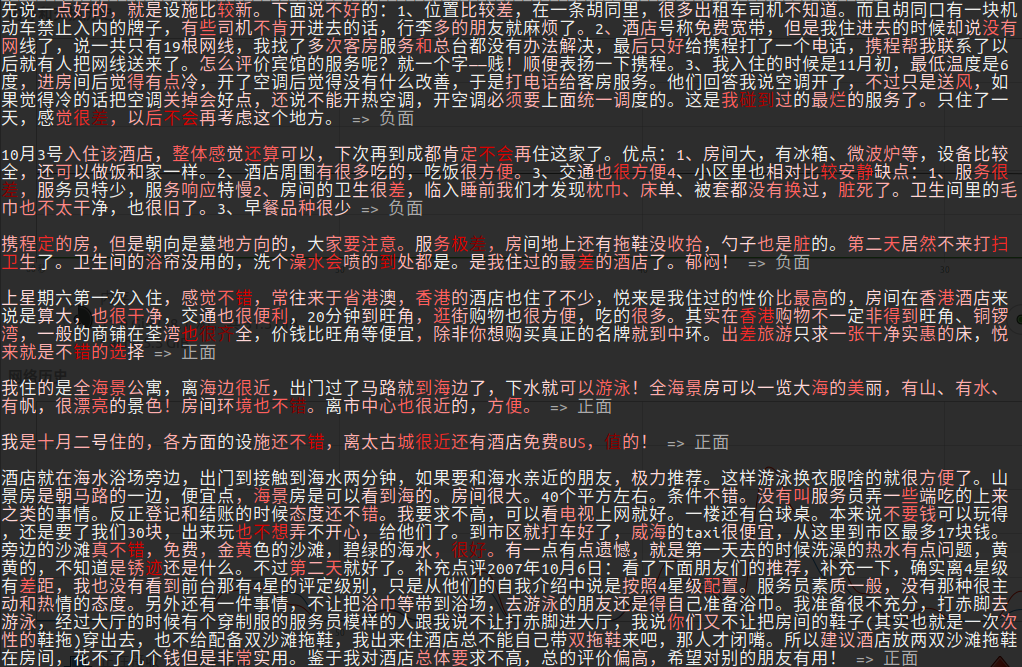 先说一点好的，就是设施比较新。下面说不好的：1、位置比较差，在一条胡同里，很多出租车司机不知道。而且胡同口有一块机
动车禁止入内的牌子，有些司机不肯开进去的话，行李多的朋友就麻烦了。2、酒店号称免费宽带，但是我住进去的时候却说没有
网线了，说一共只有19根网线，我找了多次客房服务和总台都没有办法解决，最后只好给携程打了一个电话，携程帮我联系了以
后就有人把网线送来了。怎么评价宾馆的服务呢？就一个字—贱！顺便表扬一下携程。3、我入住的时候是11月初，最低温度是6
度，进房间后觉得有点冷，开了空调后觉得没有什么改善，于是打电话给客房服务。他们回答我说空调开了，不过只是送风，如
果觉得冷的话把空调关掉会好点，还说不能开热空调，开空调必须要上面统一调度的。这是我碰到过的最烂的服务了。只住了一
天，感觉很差，以后不会再考虑这个地方。 => 负面
10月3号入住该酒店，整体感觉还算可以，下次再到成都肯定不会再住这家了。优点：1、房间大，有冰箱、微波炉等，设备比较
全，还可以做饭和家一样。2、酒店周围有很多吃的，吃饭很方便。3、交通也很方便4、小区里也相对比较安静缺点：1、服务很
差，服务员特少，服务响应特慢2、房间的卫生很差，临入睡前我们才发现枕巾、床单、被套都没有换过，脏死了。卫生间里的毛
巾也不太干净，也很旧了。3、早餐品种很少 => 负面
携程定的房，但是朝向是墓地方向的，大家要注意。服务极差，房间地上还有拖鞋没收拾，勺子也是脏的。第二天居然不来打扫
卫生了。卫生间的浴帘没用的，洗个澡水会喷的到处都是。是我住过的最差的酒店了。郁闷！ => 负面
上星期六第一次入住，感觉不错，常往来于省港澳，香港的酒店也住了不少，悦来是我住过的性价比最高的，房间在香港酒店来
说是算大，也很干净，交通也很便利，20分钟到旺角，逛街购物也很方便，吃的很多。其实在香港购物不一定非得到旺角、铜锣
湾，一般的商铺在荃湾也很齐全，价钱比旺角等便宜，除非你想购买真正的名牌就到中环。出差旅游只求一张干净实惠的床，悦
来就是不错的选择 => 正面
我住的是全海景公寓，离海边很近，出门过了马路就到海边了，下水就可以游泳！全海景房可以一览大海的美丽，有山、有水、
有帆，很漂亮的景色！房间环境也不错。离市中心也很近的，方便。 => 正面
我是十月二号住的，各方面的设施还不错，离太古城很近还有酒店免费BUS，他的！ => 正面
酒店就在海水浴场旁边，出门到接触到海水两分钟，如果要和海水亲近的朋友，极力推荐。这样游泳换衣服啥的就很方便了。山
景房是朝马路的一边，便宜点，海景房是可以看到海的。房间很大。40个平方左右。条件不错。没有叫服务员弄一些端吃的上来
之类的事情。反正登记和结账的时候态度还不错。我要求不高，可以看电视上网就好。一楼还有台球桌。本来说不要钱可以玩得
，还是要了我们30块，出来玩也不想弄不开心，给他们了。到市区就打车好了，威海的taxi很便宜，从这里到市区最多17块钱。
旁边的沙滩真不错，免费，金黄色的沙滩，碧绿的海水，很好。有一点有点遗憾，就是第一天去的时候洗澡的热水有点问题，黄
黄的，不知道是锈迹还是什么。不过第二天就好了。补充点评2007年10月6日：看了下面朋友们的推荐，补充一下，确实离4星级
有差距，我也没有看到前台那有4星的评定级别，只是从他们的自我介绍中说是按照4星级配置。服务员素质一般，没有那种很主
动和热情的态度。另外还有一件事情，不让把浴巾等带到浴场，去游泳的朋友还是得自己准备浴巾。我准备很不充分，打赤脚去
游泳，经过大厅的时候有个穿制服的服务员模样的人跟我说不让打赤脚进大厅，我说你们又不让把房间的鞋子(其实也就是一次次
性的鞋拖)穿出去，也不给配备双沙滩拖鞋，我出来住酒店总不能自己带双拖鞋来吧，那人才闭嘴。所以建议酒店放两双沙滩拖鞋
在房间，花不了几个钱但是非常实用。鉴于我对酒店总体要求不高，总的评价偏高，希望对别的朋友有用！ => 正面